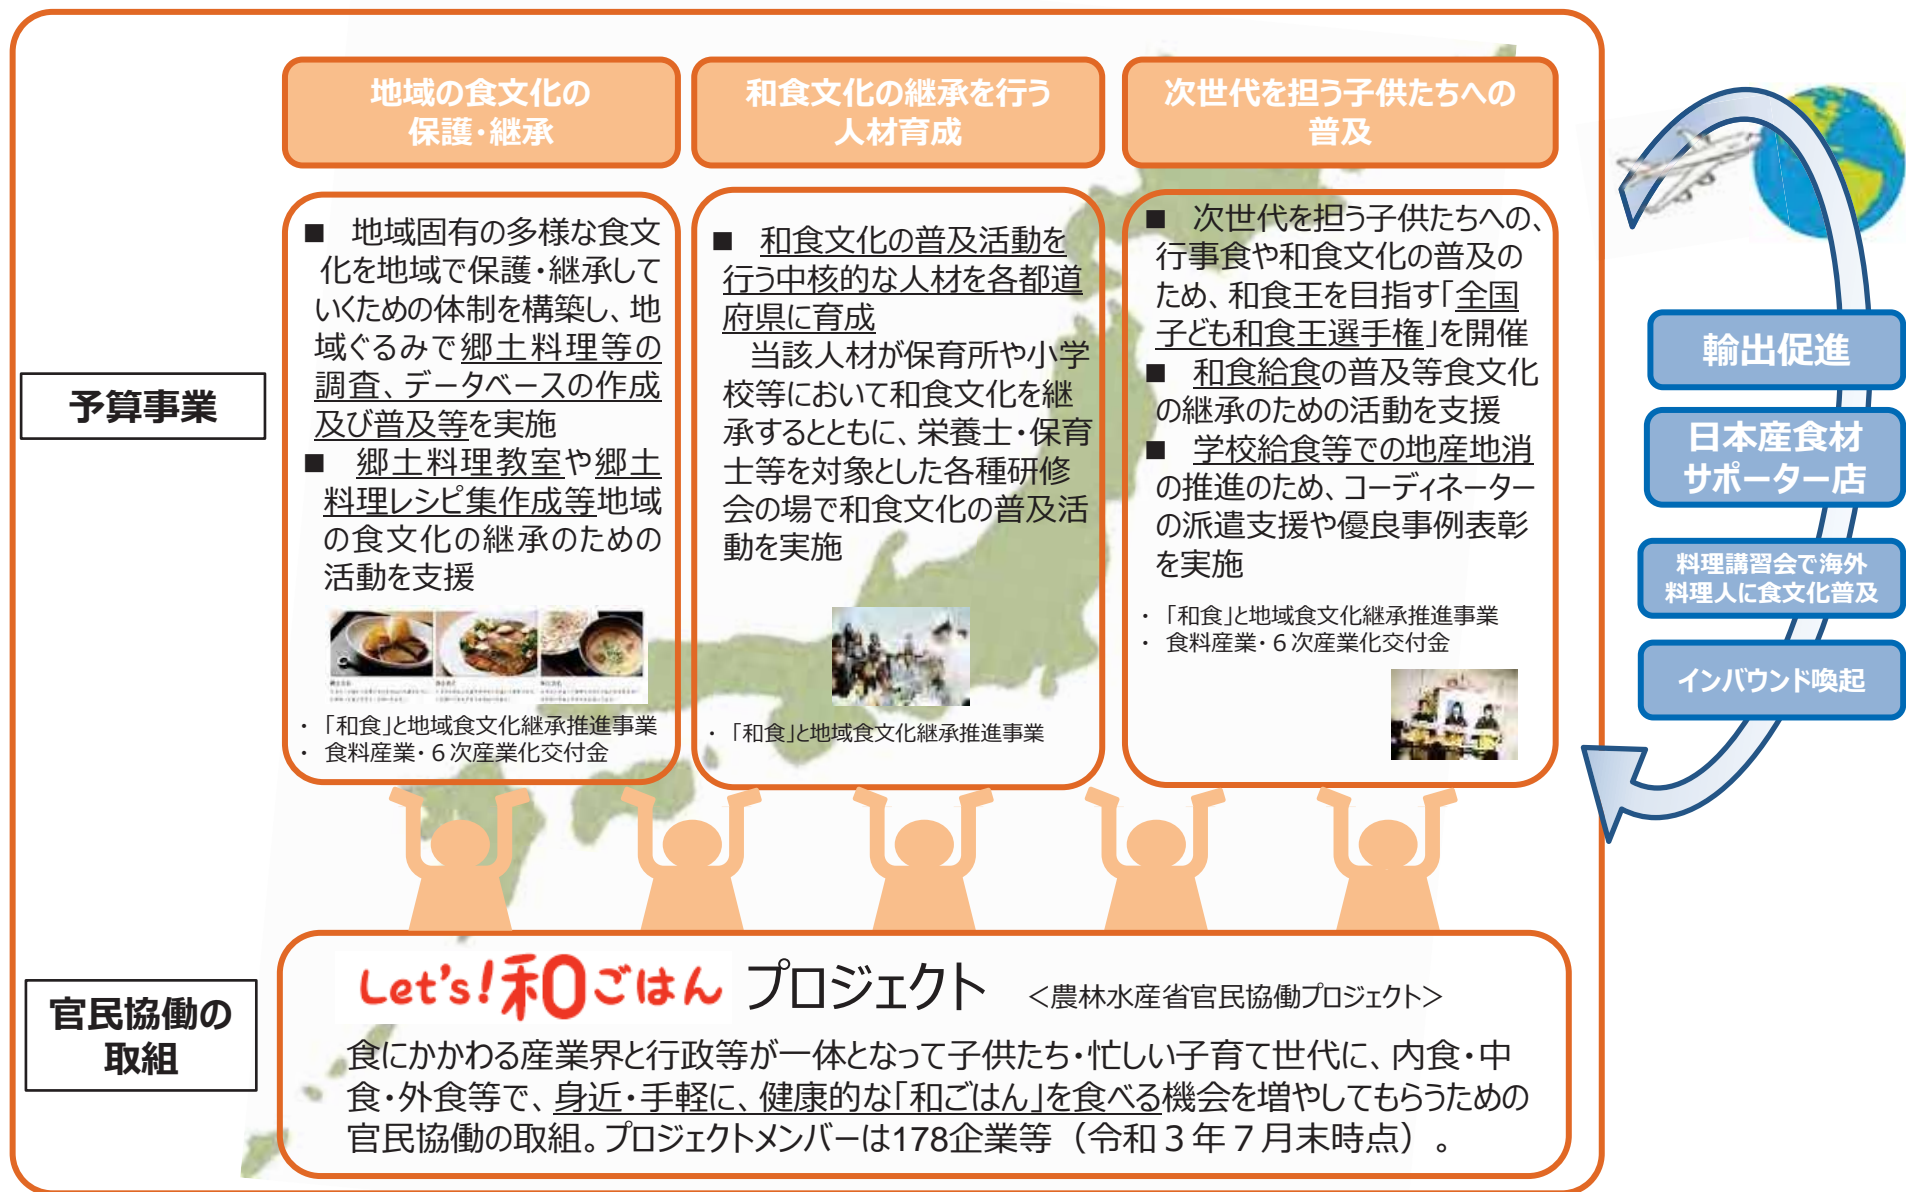 地域の食文化の
保護・継承
和食文化の継承を行う
人材育成
次世代を担う子供たちへの
普及
予算事業
■ 地域固有の多様な食文
化を地域で保護・継承して
いくための体制を構築し、地
域ぐるみで郷土料理等の
調査、データベースの作成
及び普及等を実施
■ 郷土料理教室や郷土
料理レシピ集作成等地域
の食文化の継承のための
活動を支援
・「和食」と地域食文化継承推進事業
・ 食料産業・６次産業化交付金
■ 和食文化の普及活動を
行う中核的な人材を各都道
府県に育成
当該人材が保育所や小学
校等において和食文化を継
承するとともに、栄養士・保育
士等を対象とした各種研修
会の場で和食文化の普及活
動を実施
・「和食」と地域食文化継承推進事業
■ 次世代を担う子供たちへの、
行事食や和食文化の普及の
ため、和食王を目指す「全国
子ども和食王選手権」を開催
■ 和食給食の普及等食文化
の継承のための活動を支援
■ 学校給食等での地産地消
の推進のため、コーディネーター
の派遣支援や優良事例表彰
を実施
・「和食」と地域食文化継承推進事業
・ 食料産業・６次産業化交付金
輸出促進
日本産食材
サポーター店
料理講習会で海外
料理人に食文化普及
インバウンド喚起
官民協働の
取組
Let's!和ごはん プロジェクト ＜農林水産省官民協働プロジェクト＞
食にかかわる産業界と行政等が一体となって子供たち・忙しい子育て世代に、内食・中
食・外食等で、身近・手軽に、健康的な「和ごはん」を食べる機会を増やしてもらうための
官民協働の取組。プロジェクトメンバーは178企業等（令和３年７月末時点）。